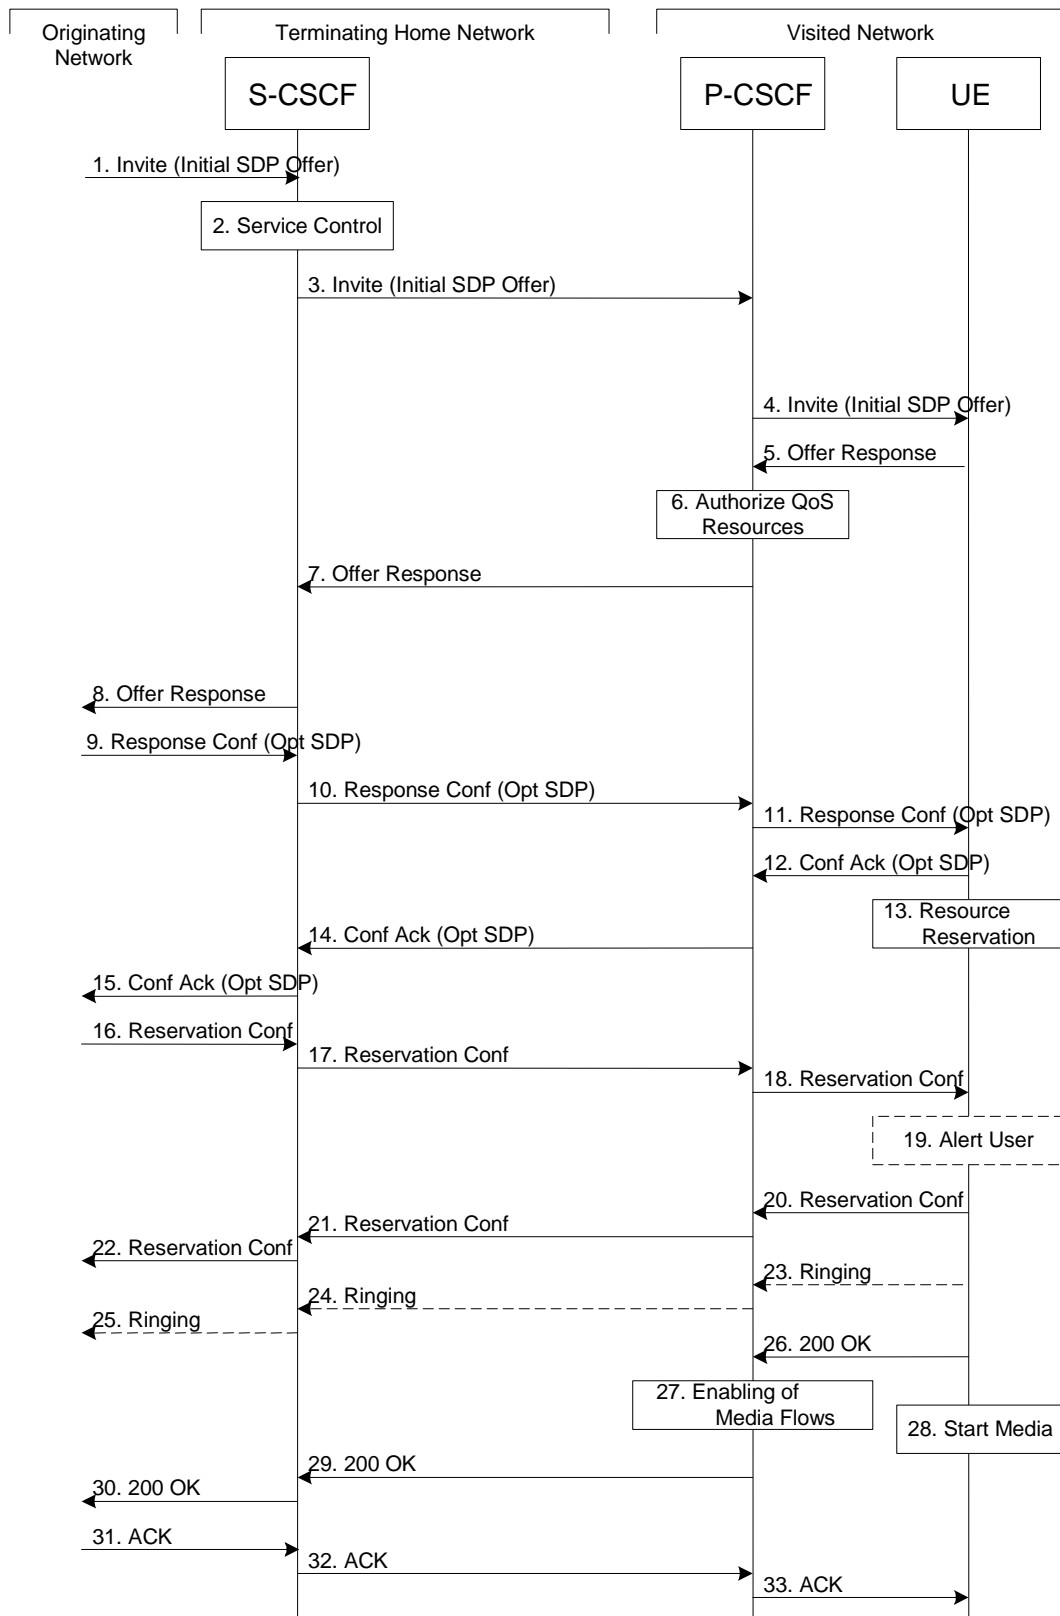 Originating
Network
Terminating Home Network
Visited Network
S-CSCF
P-CSCF
UE
1. Invite (Initial SDP Offer)
2. Service Control
3. Invite (Initial SDP Offer)
4. Invite (Initial SDP Offer)
5. Offer Response
6. Authorize QoS
Resources
7. Offer Response
8. Offer Response
9. Response Conf (Opt SDP)
10. Response Conf (Opt SDP)
11. Response Conf (Opt SDP)
12. Conf Ack (Opt SDP)
13. Resource
Reservation
14. Conf Ack (Opt SDP)
15. Conf Ack (Opt SDP)
16. Reservation Conf
17. Reservation Conf
18. Reservation Conf
19. Alert User
20. Reservation Conf
21. Reservation Conf
22. Reservation Conf
23. Ringing
24. Ringing
25. Ringing
26. 200 OK
27. Enabling of
Media Flows
28. Start Media
29. 200 OK
30. 200 OK
31. ACK
32. ACK
33. ACK